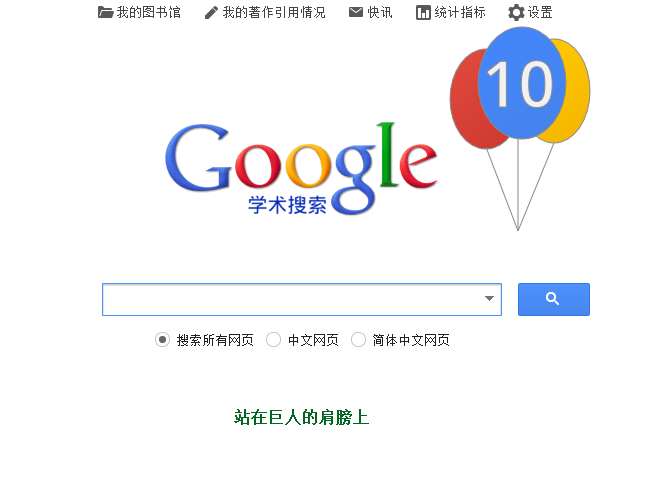 我的图书馆 我的著作引用情况 快讯 统计指标 设置
10
Google
学术搜索
搜索所有网页 中文网页 简体中文网页
站在巨人的肩膀上